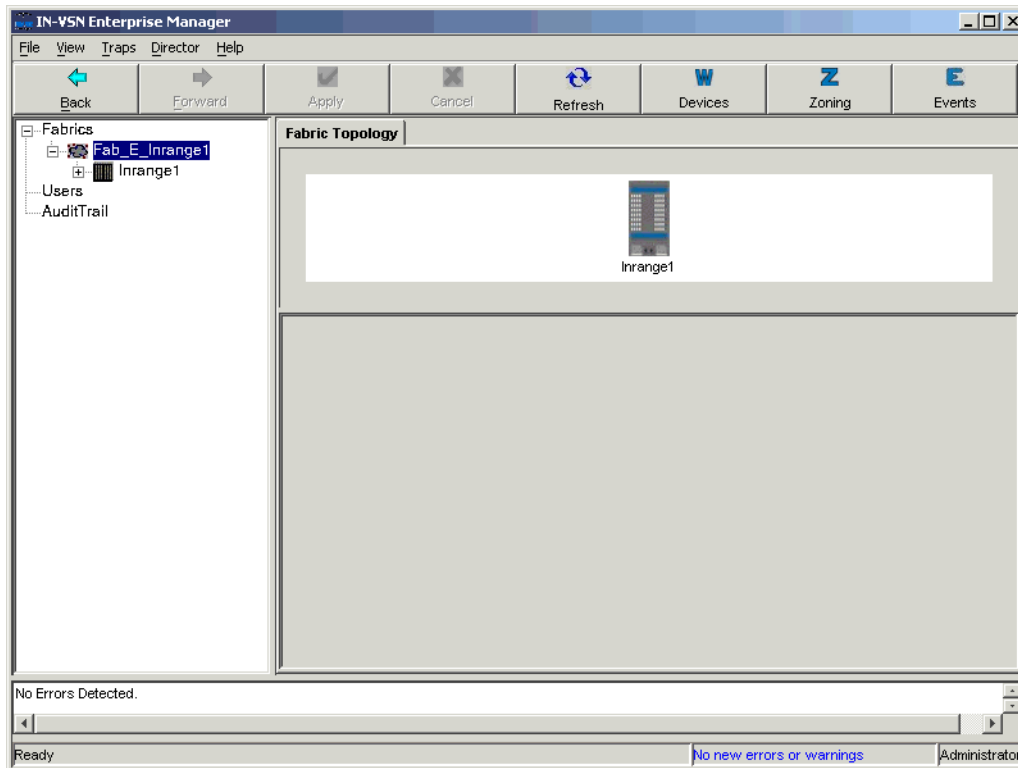 IN-VSN Enterprise Manager
File View Traps Director Help
Back Forward Apply Cancel Refresh W Devices Z Zoning E Events
Fabrics
Fab_E_Inrange1
Inrange1
Users
AuditTrail
Fabric Topology
Inrange1
No Errors Detected.
Ready No new errors or warnings Administrator